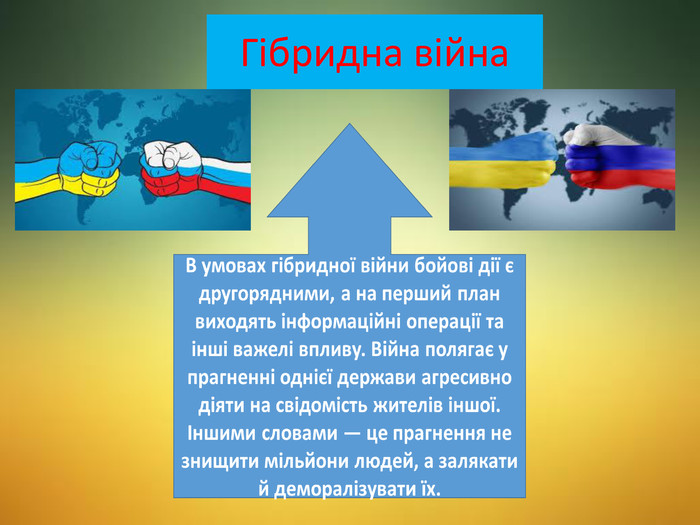 Гібридна війна
В умовах гібридної війни бойові дії є
другорядними, а на перший план
виходять інформаційні операції та
інші важелі впливу. Війна полягає у
прагненні однієї держави агресивно
діяти на свідомість жителів іншої.
Іншими словами — це прагнення не
знищити мільйони людей, а залякати
й деморалізувати їх.